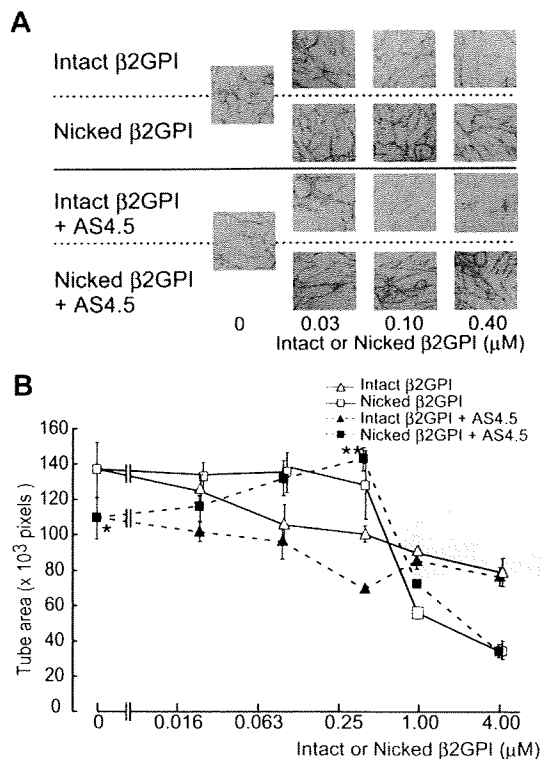 A
Intact β2GPI
Nicked β2GPI
Intact β2GPI
+ AS4.5
Nicked β2GPI
+ AS4.5
0 0.03 0.10 0.40
Intact or Nicked β2GPI (μM)
B
Intact β2GPI
Nicked β2GPI
Intact β2GPI + AS4.5
Nicked β2GPI + AS4.5
Tube area (x 10³ pixels)
160
140
120
100
80
60
40
20
0
**
*
0 0.016 0.063 0.25 1.00 4.00
Intact or Nicked β2GPI (μM)